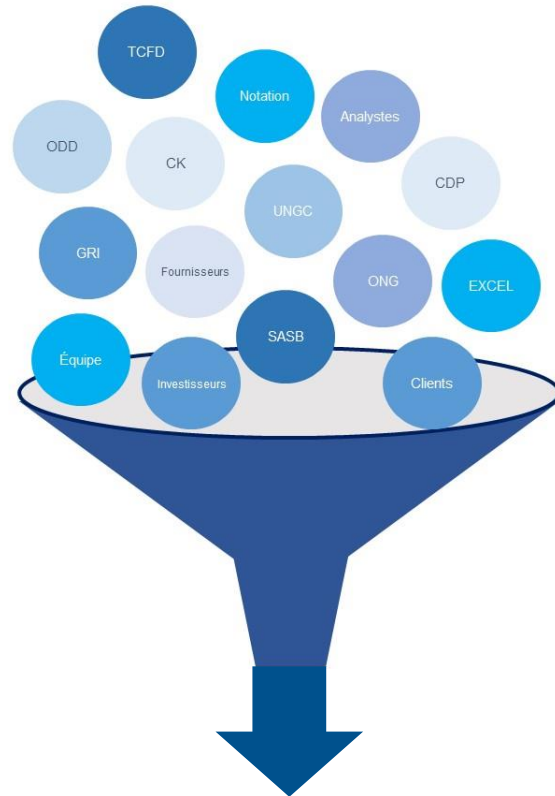 TCFD
Notation
Analystes
ODD
CK
CDP
UNGC
GRI
Fournisseurs
ONG
EXCEL
SASB
Équipe
Investisseurs
Clients